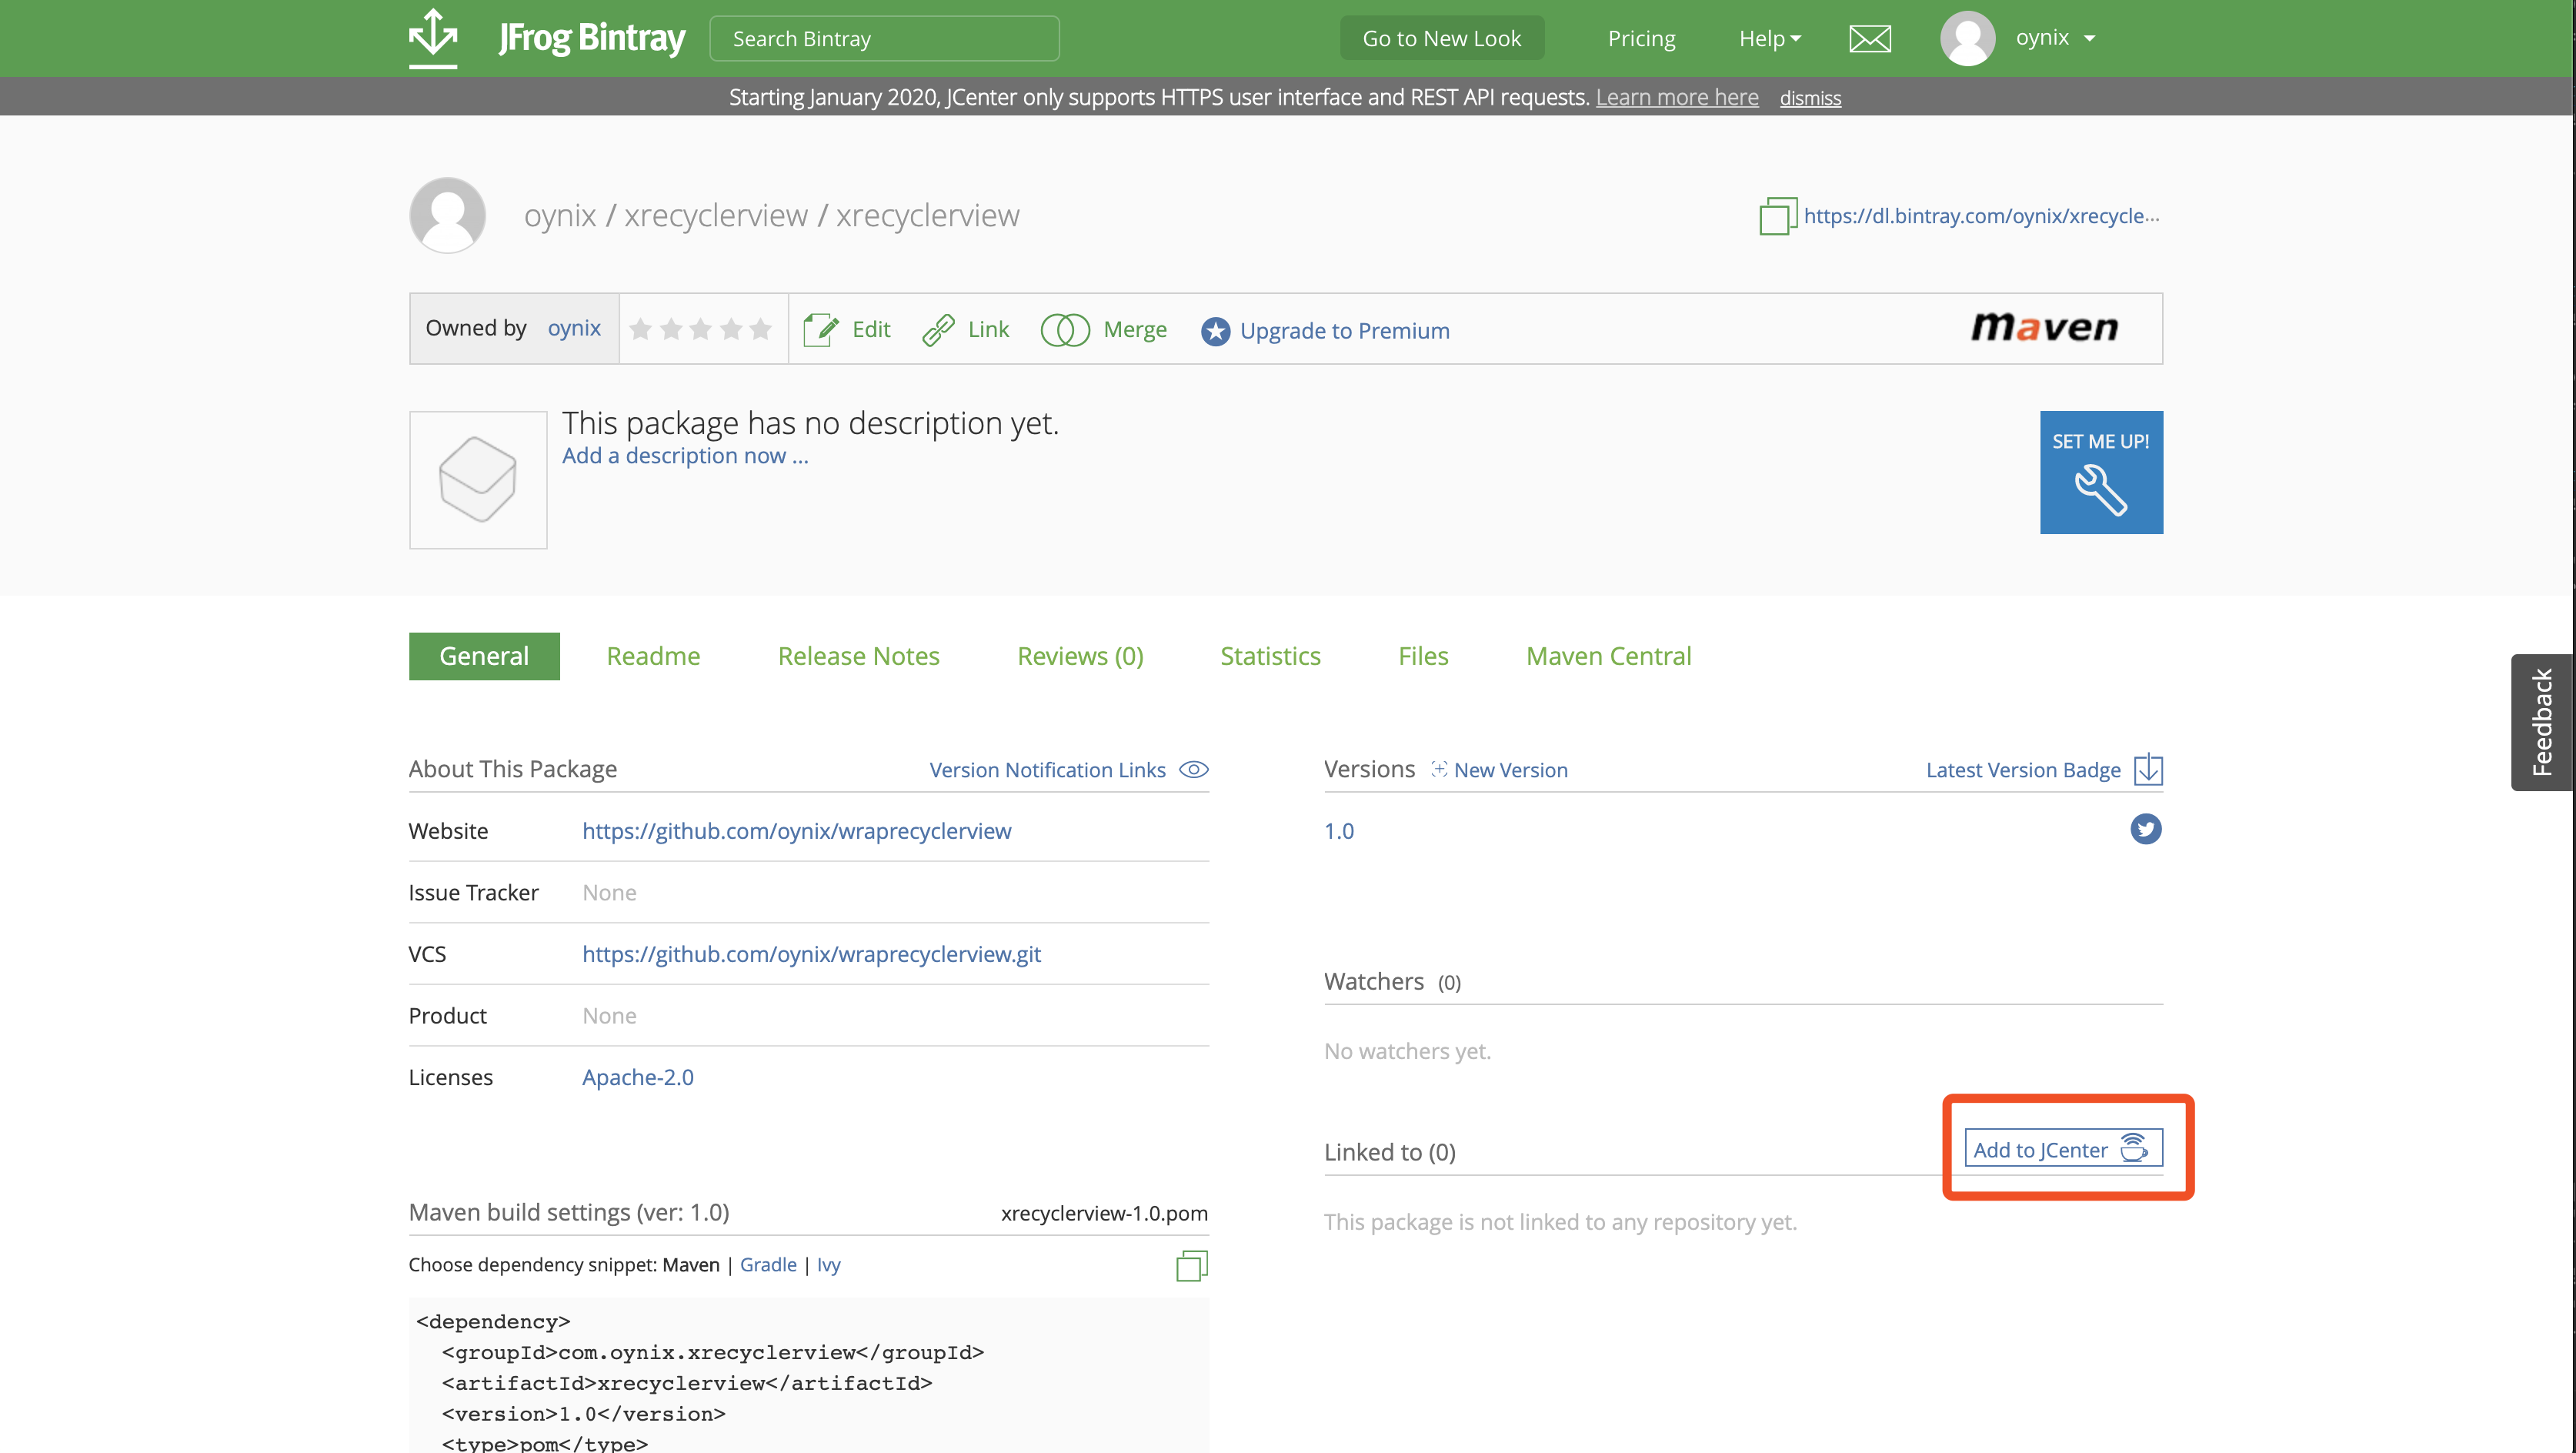 JFrog Bintray
Search Bintray
Go to New Look
Pricing
Help
oynix
Starting January 2020, JCenter only supports HTTPS user interface and REST API requests. Learn more here dismiss
oynix / xrecyclerview / xrecyclerview
https://dl.bintray.com/oynix/xrecycle...
Owned by oynix
Edit
Link
Merge
Upgrade to Premium
maven
This package has no description yet.
Add a description now ...
SET ME UP!
General
Readme
Release Notes
Reviews (0)
Statistics
Files
Maven Central
Feedback
About This Package
Version Notification Links
Website https://github.com/oynix/wraprecyclerview
Issue Tracker None
VCS https://github.com/oynix/wraprecyclerview.git
Product None
Licenses Apache-2.0
Versions
New Version
Latest Version Badge
1.0
Watchers (0)
No watchers yet.
Linked to (0)
Add to JCenter
This package is not linked to any repository yet.
Maven build settings (ver: 1.0)
xrecyclerview-1.0.pom
Choose dependency snippet: Maven | Gradle | Ivy
<dependency>
<groupId>com.oynix.xrecyclerview</groupId>
<artifactId>xrecyclerview</artifactId>
<version>1.0</version>
<type>pom</type>